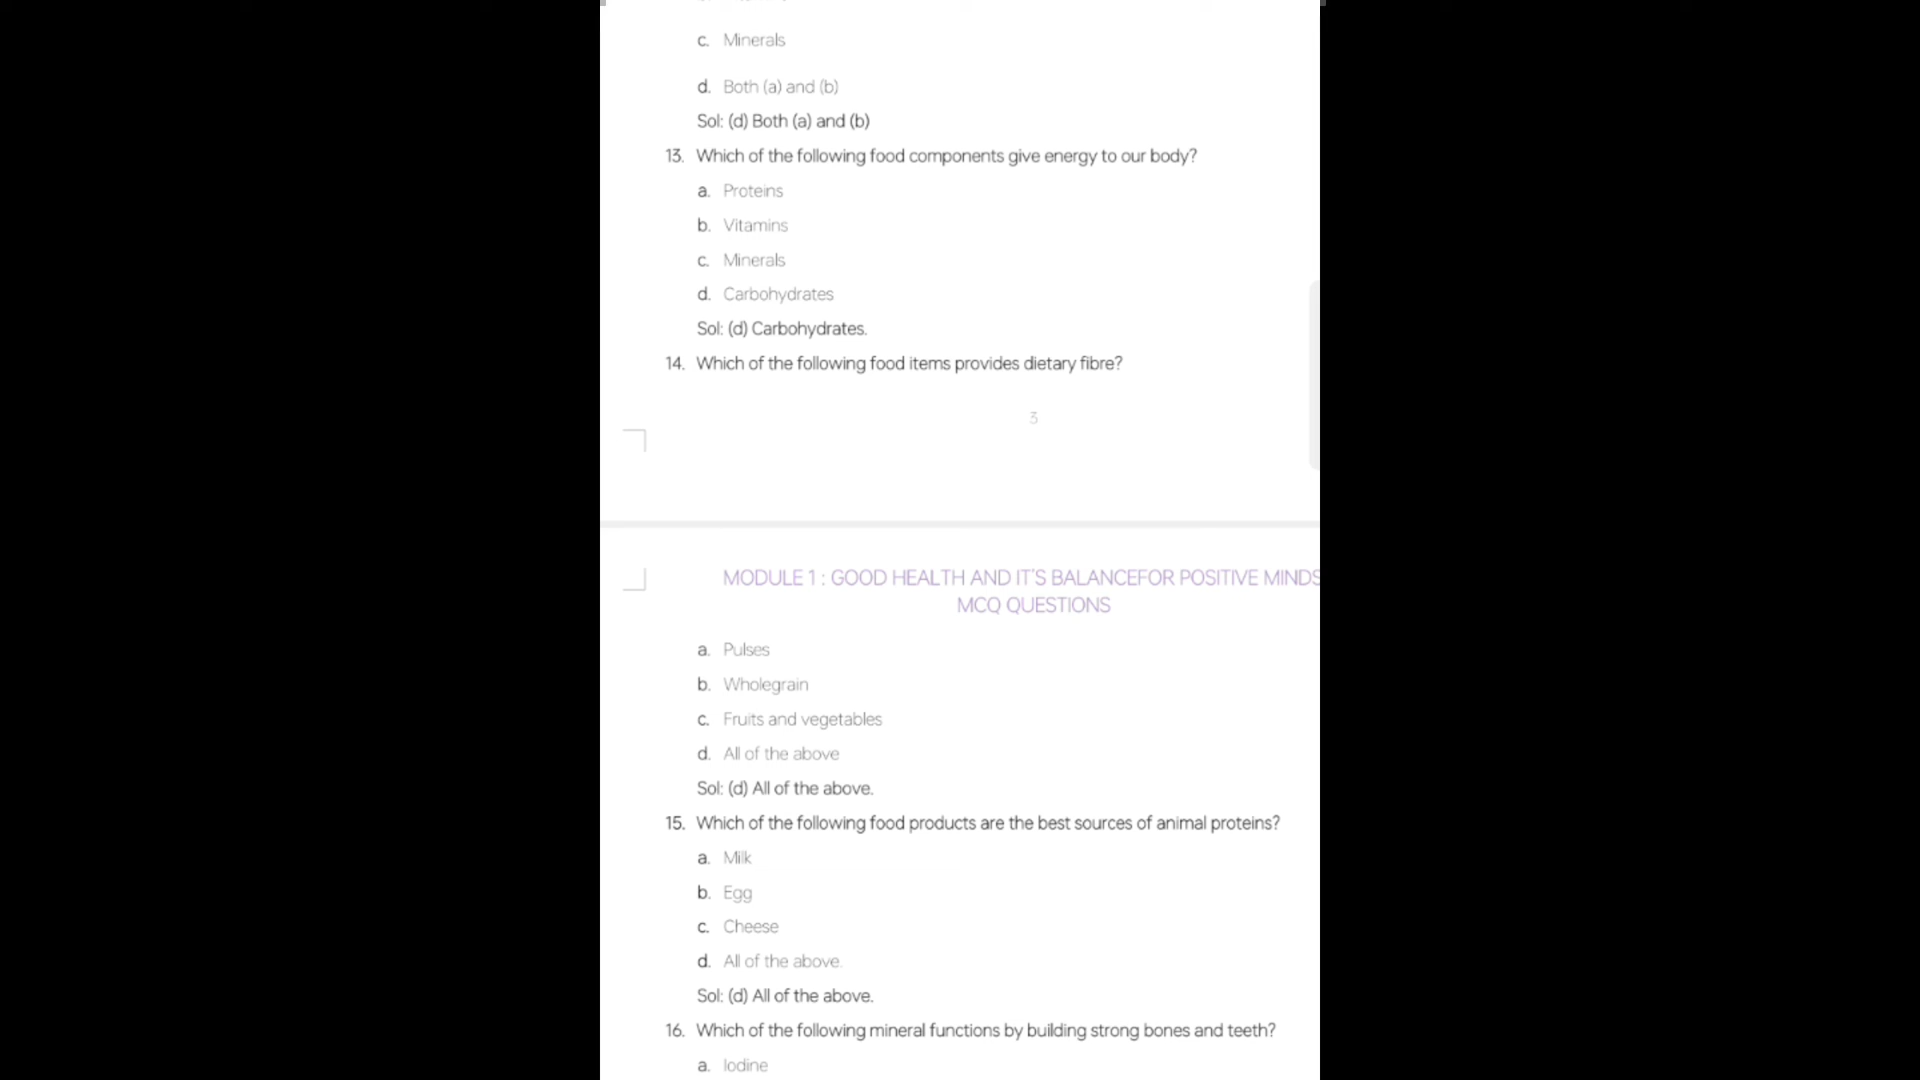 c. Minerals
d. Both (a) and (b)
Sol: (d) Both (a) and (b)
13. Which of the following food components give energy to our body?
a. Proteins
b. Vitamins
c. Minerals
d. Carbohydrates
Sol: (d) Carbohydrates.
14. Which of the following food items provides dietary fibre?
3
MODULE 1 : GOOD HEALTH AND IT'S BALANCEFOR POSITIVE MINDS
MCQ QUESTIONS
a. Pulses
b. Wholegrain
c. Fruits and vegetables
d. All of the above
Sol: (d) All of the above.
15. Which of the following food products are the best sources of animal proteins?
a. Milk
b. Egg
c. Cheese
d. All of the above.
Sol: (d) All of the above.
16. Which of the following mineral functions by building strong bones and teeth?
a. Iodine